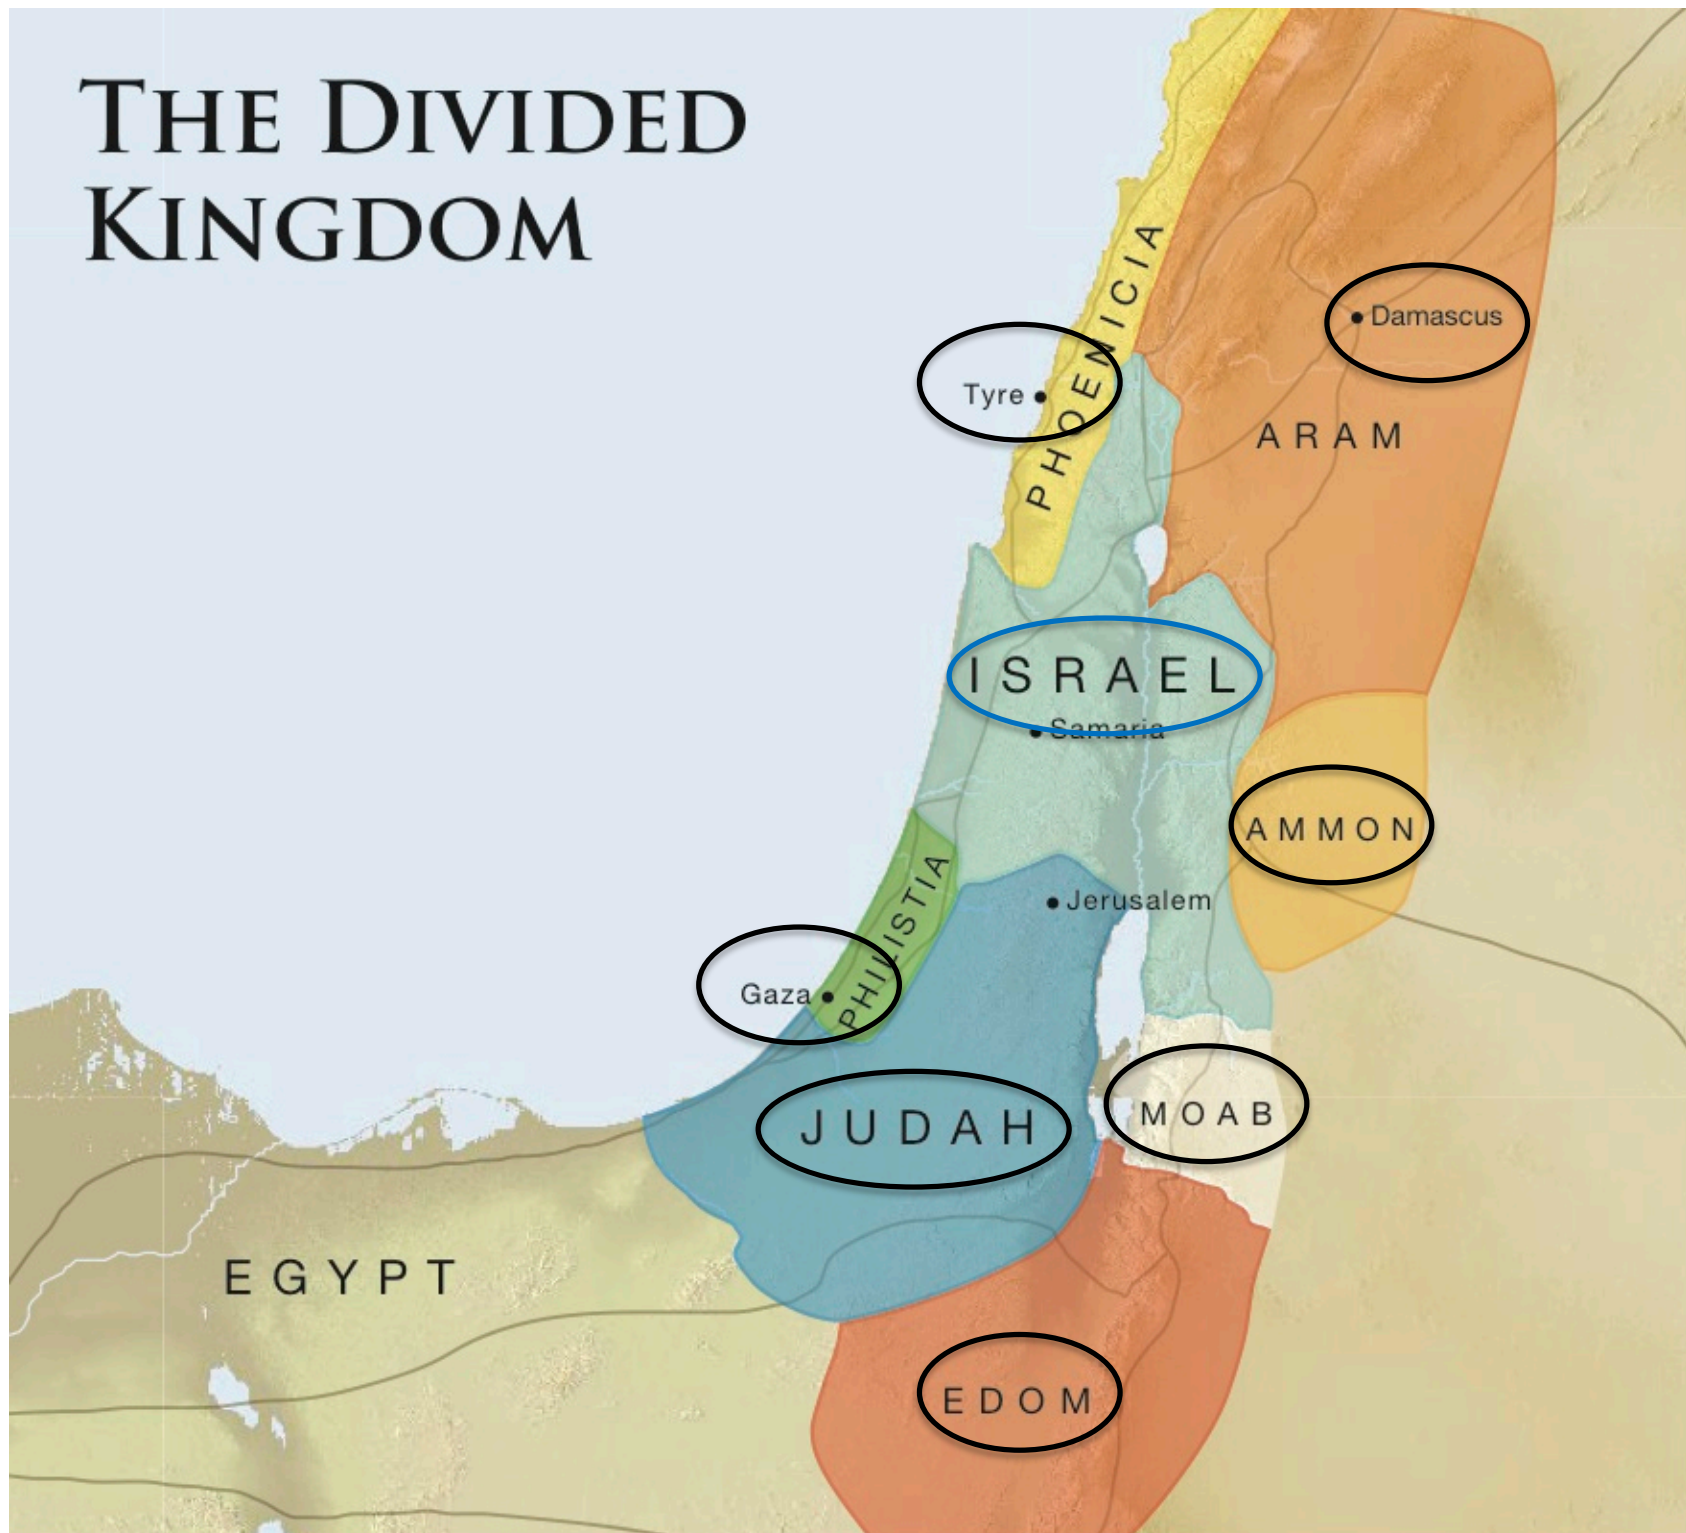 THE DIVIDED
KINGDOM
PHOENICIA
Damascus
Tyre
ARAM
ISRAEL
Samaria
AMMON
PHILISTIA
Jerusalem
Gaza
JUDAH
MOAB
EGYPT
EDOM